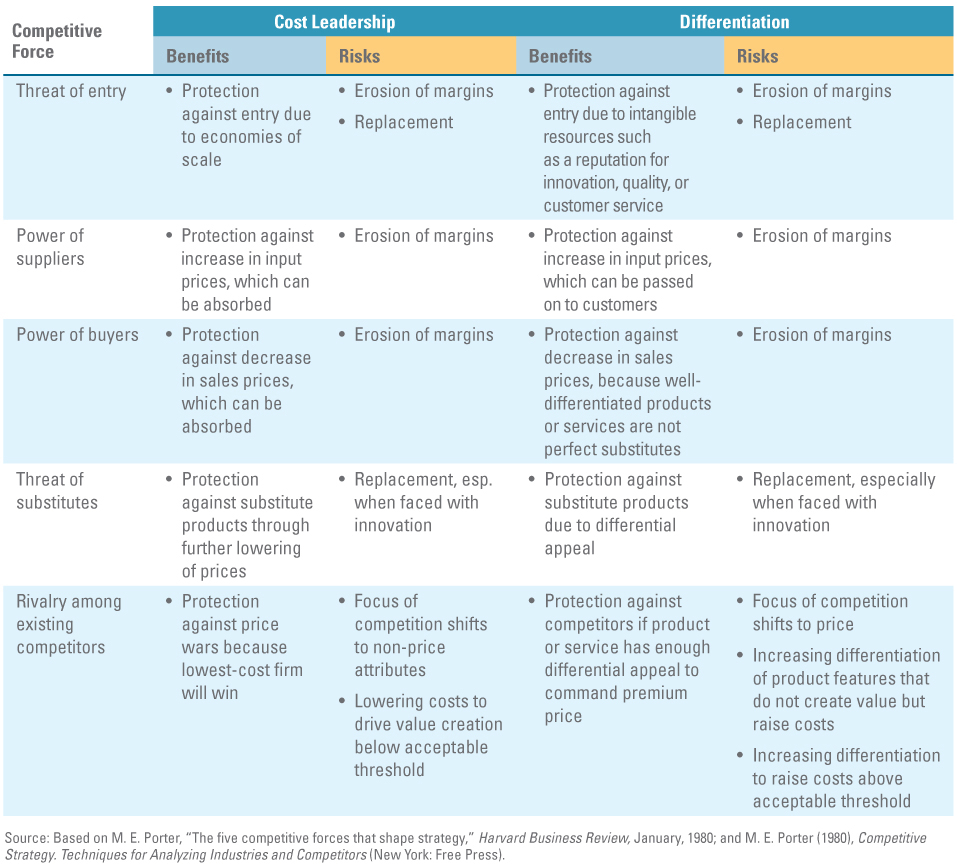 Competitive
Force
Cost Leadership
Differentiation
Benefits
Risks
Benefits
Risks
Threat of entry
• Protection
against entry due
to economies of
scale
• Erosion of margins
• Replacement
• Protection against
entry due to intangible
resources such
as a reputation for
innovation, quality, or
customer service
• Erosion of margins
• Replacement
Power of
suppliers
• Protection against
increase in input
prices, which can
be absorbed
• Erosion of margins
• Protection against
increase in input prices,
which can be passed
on to customers
• Erosion of margins
Power of buyers
• Protection
against decrease
in sales prices,
which can be
absorbed
• Erosion of margins
• Protection against
decrease in sales
prices, because well-
differentiated products
or services are not
perfect substitutes
• Erosion of margins
Threat of
substitutes
• Protection
against substitute
products through
further lowering
of prices
• Replacement, esp.
when faced with
innovation
• Protection against
substitute products
due to differential
appeal
• Replacement, especially
when faced with
innovation
Rivalry among
existing
competitors
• Protection
against price
wars because
lowest-cost firm
will win
• Focus of
competition shifts
to non-price
attributes
• Lowering costs to
drive value creation
below acceptable
threshold
• Protection against
competitors if product
or service has enough
differential appeal to
command premium
price
• Focus of competition
shifts to price
• Increasing differentiation
of product features that
do not create value but
raise costs
• Increasing differentiation
to raise costs above
acceptable threshold
Source: Based on M. E. Porter, “The five competitive forces that shape strategy,” Harvard Business Review, January, 1980; and M. E. Porter (1980), Competitive
Strategy. Techniques for Analyzing Industries and Competitors (New York: Free Press).